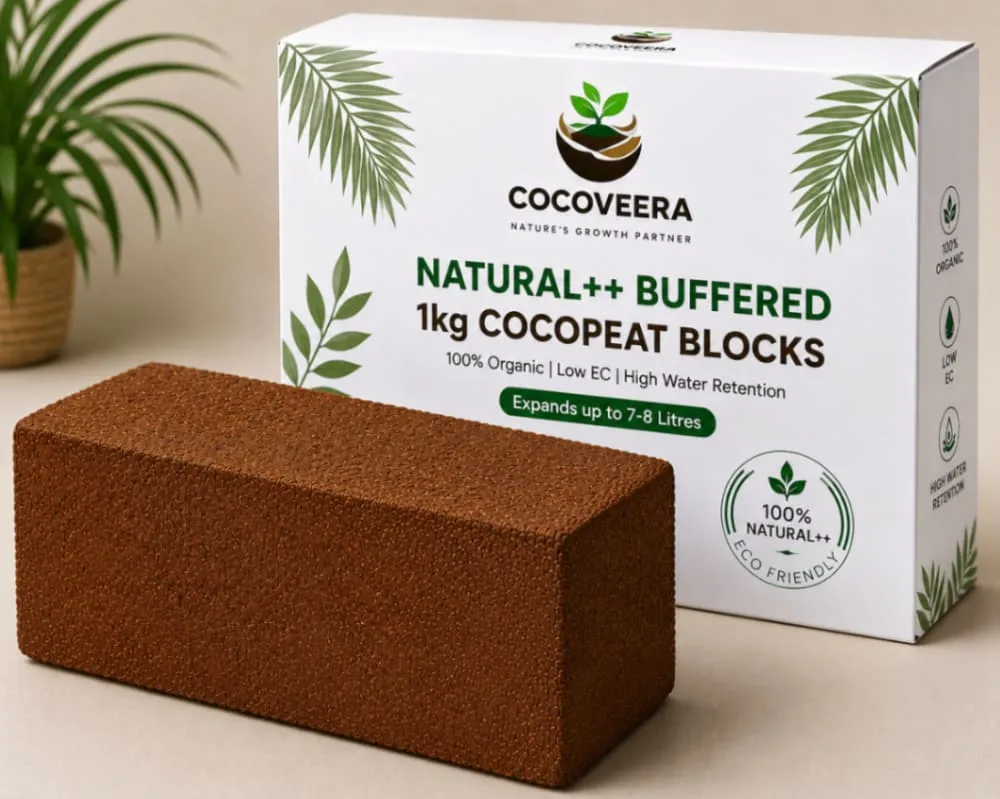 COCOVEERA
COCOVEERA
NATURE'S GROWTH PARTNER
NATURAL++ BUFFERED
1kg COCOPEAT BLOCKS
100% Organic | Low EC | High Water Retention
Expands up to 7-8 Litres
100%
NATURAL++
ECO FRIENDLY
100%
ORGANIC
LOW
EC
HIGH WATER
RETENTION